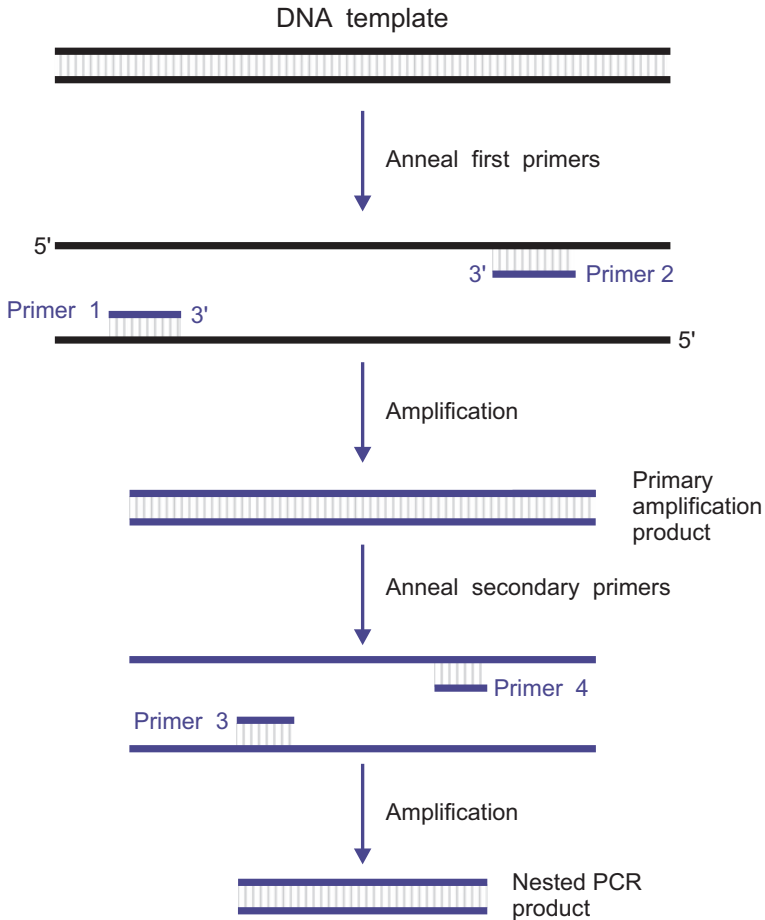 DNA template
Anneal first primers
5'
3' Primer 2
Primer 1 3'
5'
Amplification
Primary
amplification
product
Anneal secondary primers
Primer 4
Primer 3
Amplification
Nested PCR
product